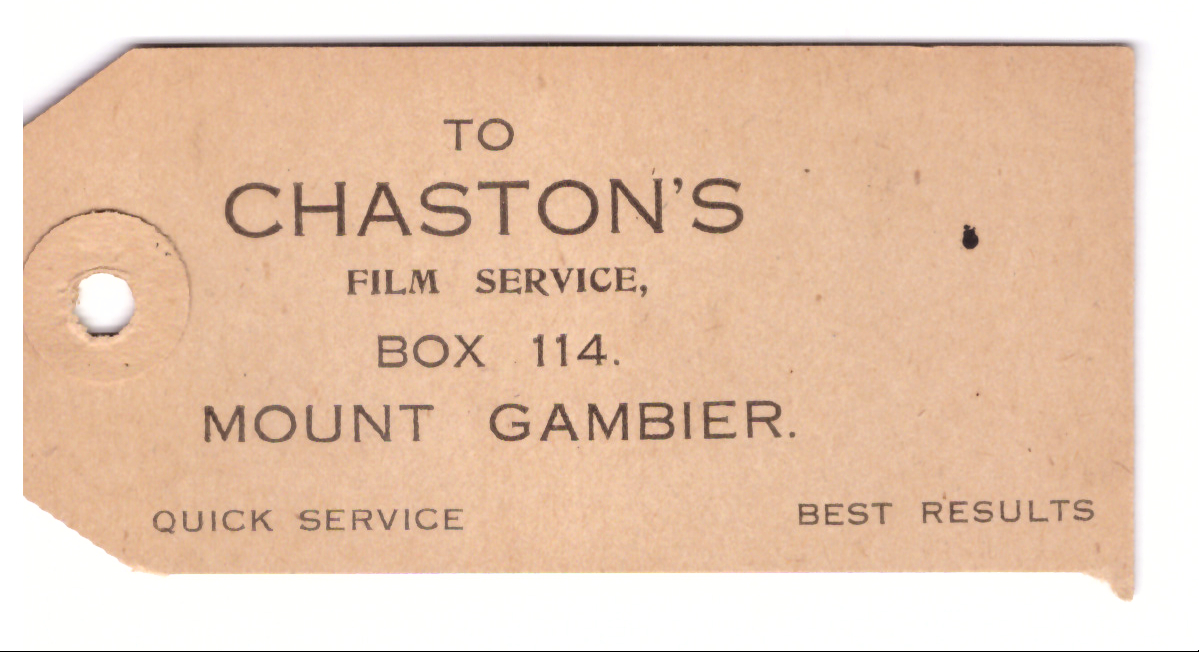 TO
CHASTON'S
FILM SERVICE,
BOX 114.
MOUNT GAMBIER.
QUICK SERVICE BEST RESULTS